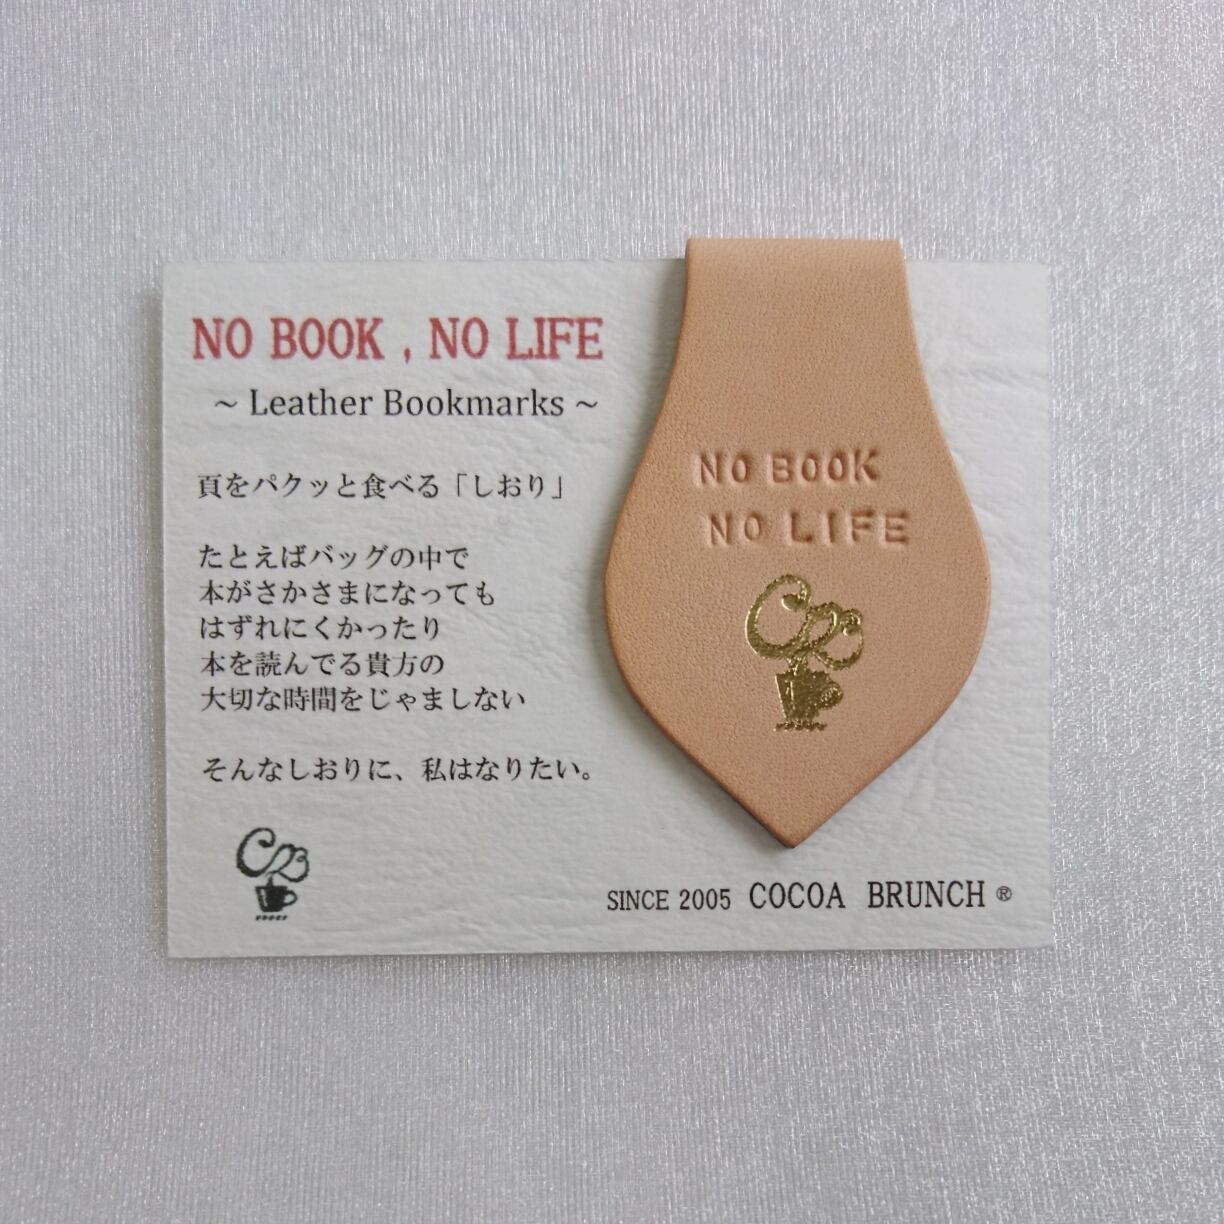 NO BOOK , NO LIFE
~ Leather Bookmarks ~
頁をパクッと食べる「しおり」
たとえばバッグの中で
本がさかさまになっても
はずれにくかったり
本を読んでる貴方の
大切な時間をじゃましない
そんなしおりに、私はなりたい。
CB
SINCE 2005 COCOA BRUNCH ®
NO BOOK
NO LIFE
CB